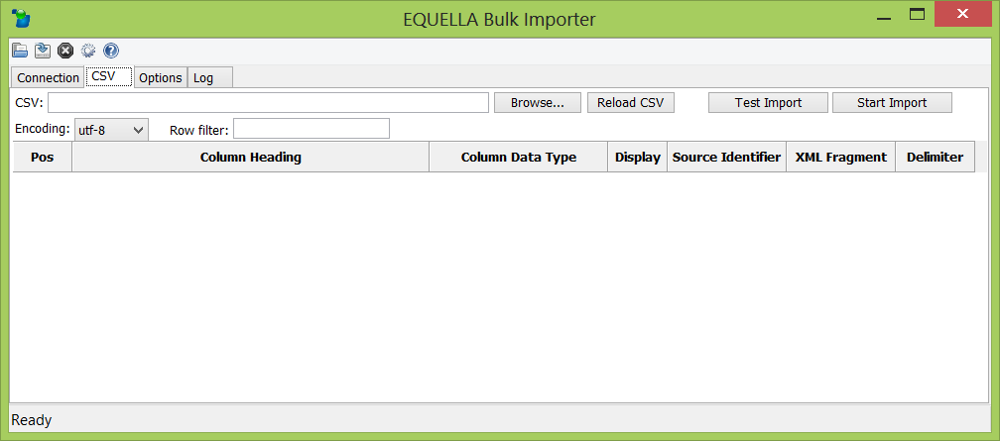 EQUELLA Bulk Importer
Connection CSV Options Log
CSV: Browse... Reload CSV Test Import Start Import
Encoding: utf-8 Row filter:
Pos Column Heading Column Data Type Display Source Identifier XML Fragment Delimiter
Ready